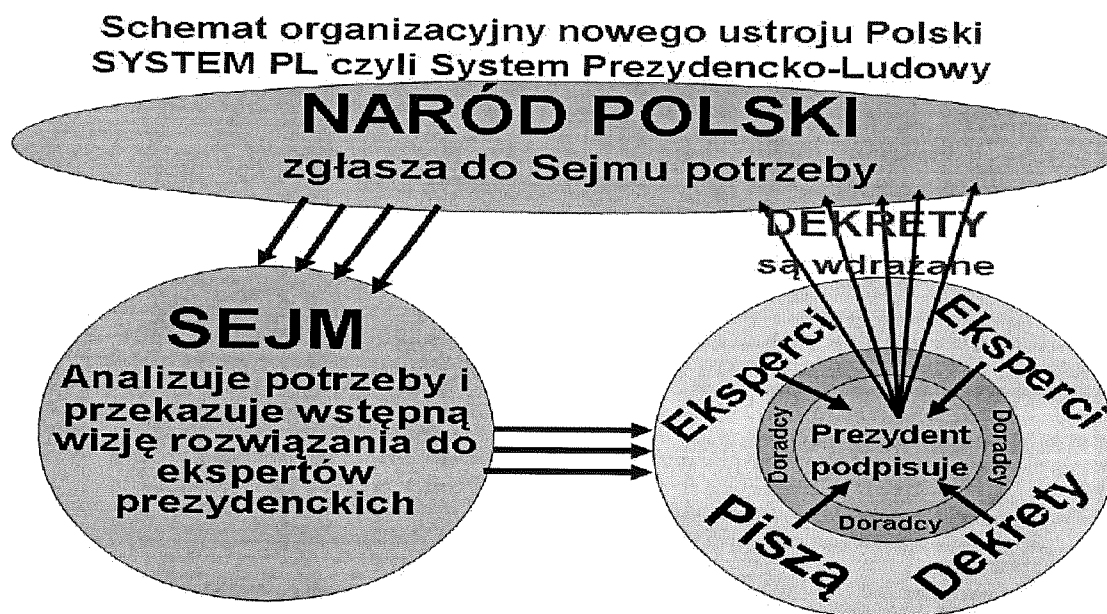 Schemat organizacyjny nowego ustroju Polski
SYSTEM PL czyli System Prezydencko-Ludowy
NARÓD POLSKI
zgłasza do Sejmu potrzeby
DEKRETY
są wdrażane
SEJM
Analizuje potrzeby i
przekazuje wstępną
wizję rozwiązania do
ekspertów
prezydenckich
Eksperci
Eksperci
Doradcy
Prezydent
podpisuje
Doradcy
Doradcy
Piszą
Dekrety